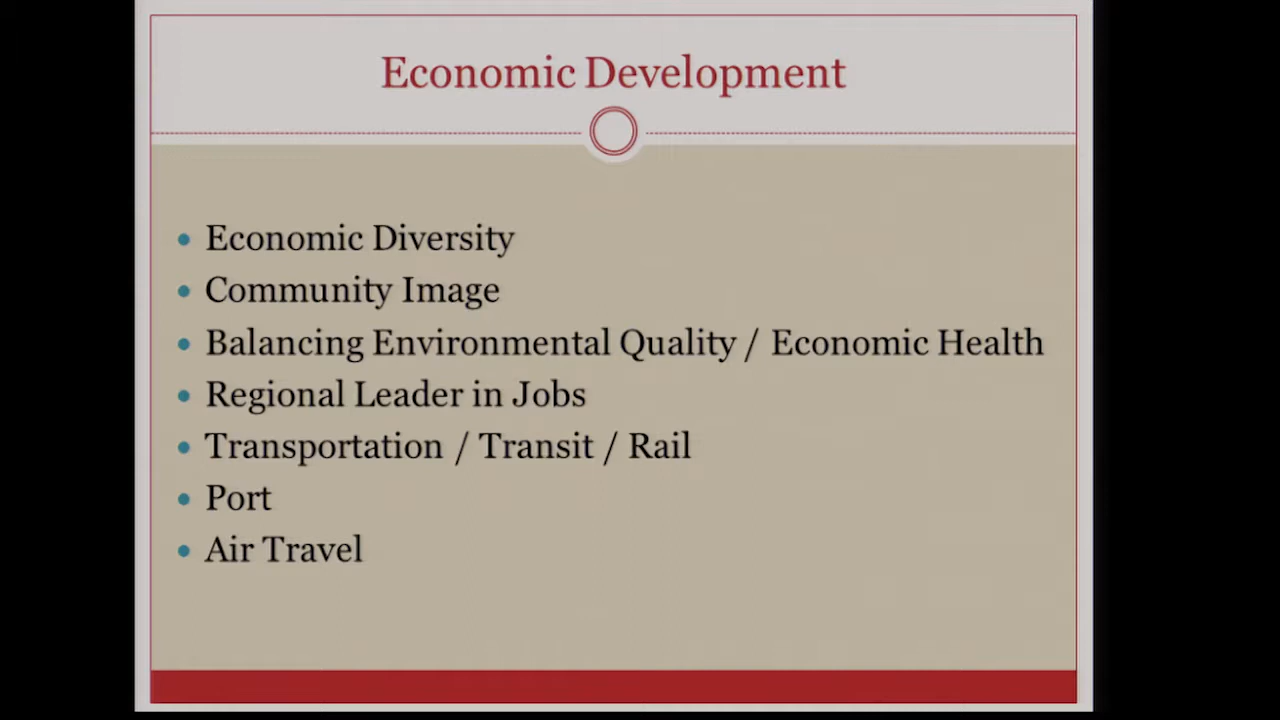 Economic Development
• Economic Diversity
• Community Image
• Balancing Environmental Quality / Economic Health
• Regional Leader in Jobs
• Transportation / Transit / Rail
• Port
• Air Travel